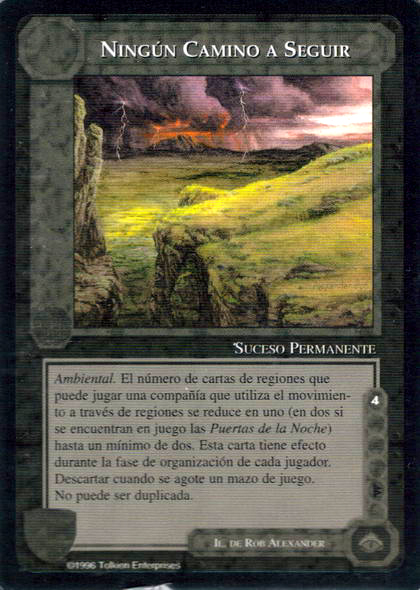 Ningún Camino a Seguir
Suceso Permanente
Ambiental. El número de cartas de regiones que
puede jugar una compañía que utiliza el movimien-
to a través de regiones se reduce en uno (en dos si
se encuentran en juego las Puertas de la Noche)
hasta un mínimo de dos. Esta carta tiene efecto
durante la fase de organización de cada jugador.
Descartar cuando se agote un mazo de juego.
No puede ser duplicada.
4
Il. de Rob Alexander
©1996 Tolkien Enterprises